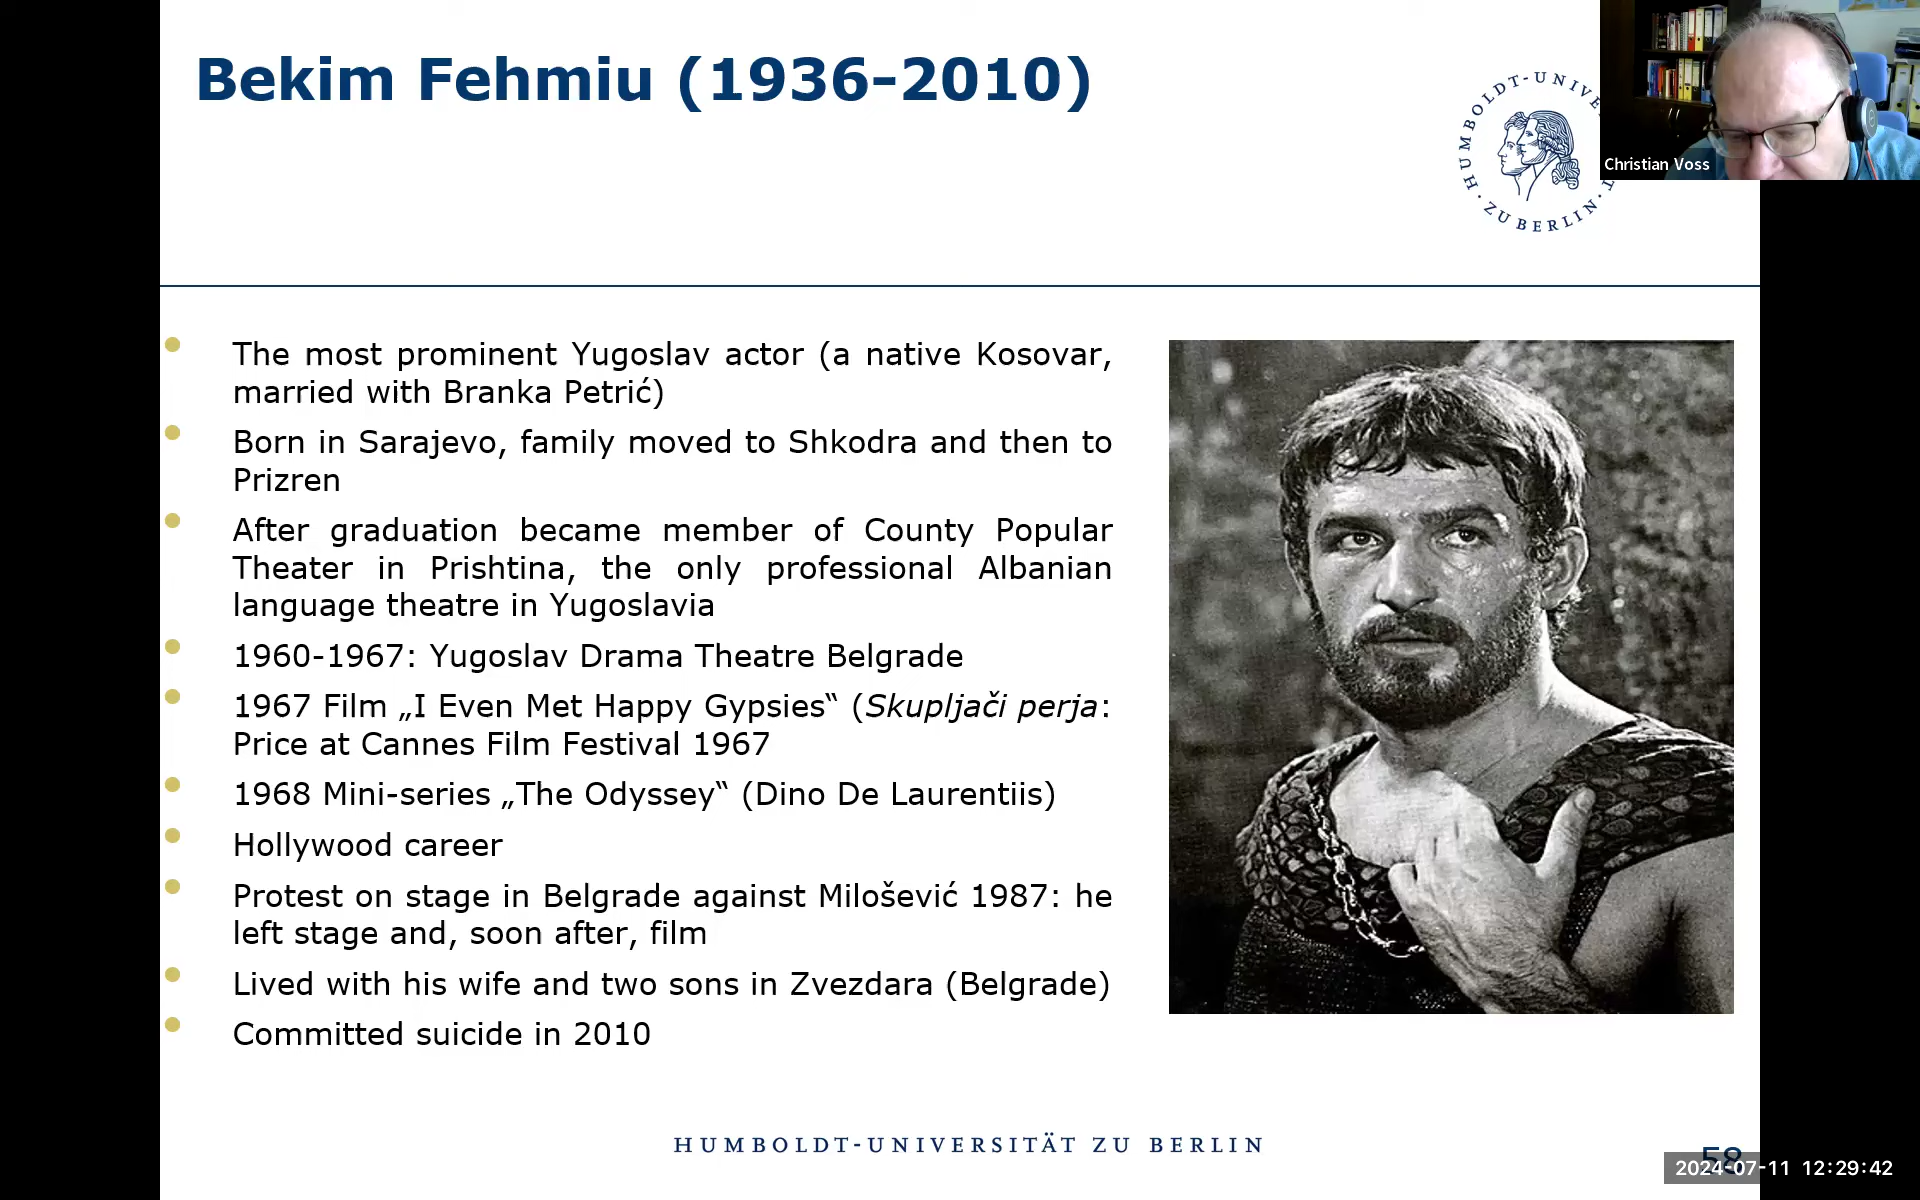 Bekim Fehmiu (1936-2010)
HUMBOLDT-UNIVE
ZU BERLIN
Christian Voss
The most prominent Yugoslav actor (a native Kosovar,
married with Branka Petrić)
Born in Sarajevo, family moved to Shkodra and then to
Prizren
After graduation became member of County Popular
Theater in Prishtina, the only professional Albanian
language theatre in Yugoslavia
1960-1967: Yugoslav Drama Theatre Belgrade
1967 Film „I Even Met Happy Gypsies“ (Skupljači perja:
Price at Cannes Film Festival 1967
1968 Mini-series „The Odyssey“ (Dino De Laurentiis)
Hollywood career
Protest on stage in Belgrade against Milošević 1987: he
left stage and, soon after, film
Lived with his wife and two sons in Zvezdara (Belgrade)
Committed suicide in 2010
HUMBOLDT-UNIVERSITÄT ZU BERLIN
58
2024-07-11 12:29:42